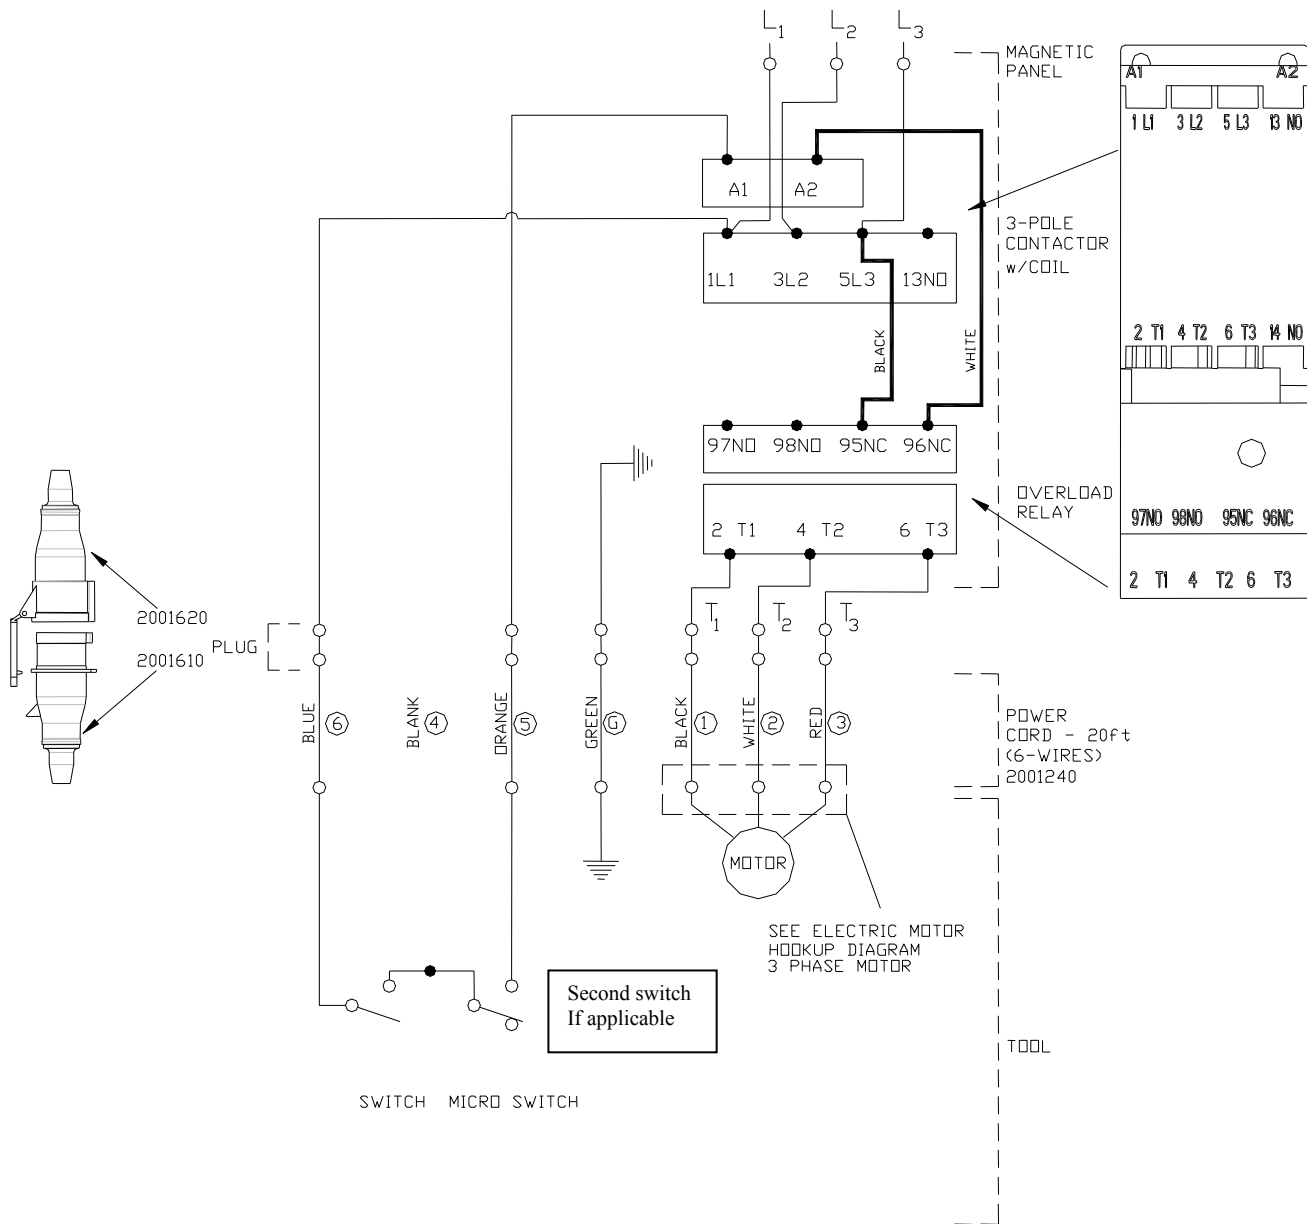 L1 L2 L3
MAGNETIC
PANEL
A1 A2
1 L1 3 L2 5 L3 13 NO
A1 A2
3-POLE
CONTACTOR
w/COIL
1L1 3L2 5L3 13NO
BLACK
WHITE
2 T1 4 T2 6 T3 14 NO
97NO 98NO 95NC 96NC
OVERLOAD
RELAY
97NO 98NO 95NC 96NC
2 T1 4 T2 6 T3
2 T1 4 T2 6 T3
2001620
2001610
PLUG
T1 T2 T3
BLUE 6
BLANK 4
ORANGE 5
GREEN G
BLACK 1
WHITE 2
RED 3
POWER
CORD - 20ft
(6-WIRES)
2001240
MOTOR
SEE ELECTRIC MOTOR
HOOKUP DIAGRAM
3 PHASE MOTOR
Second switch
If applicable
TOOL
SWITCH MICRO SWITCH